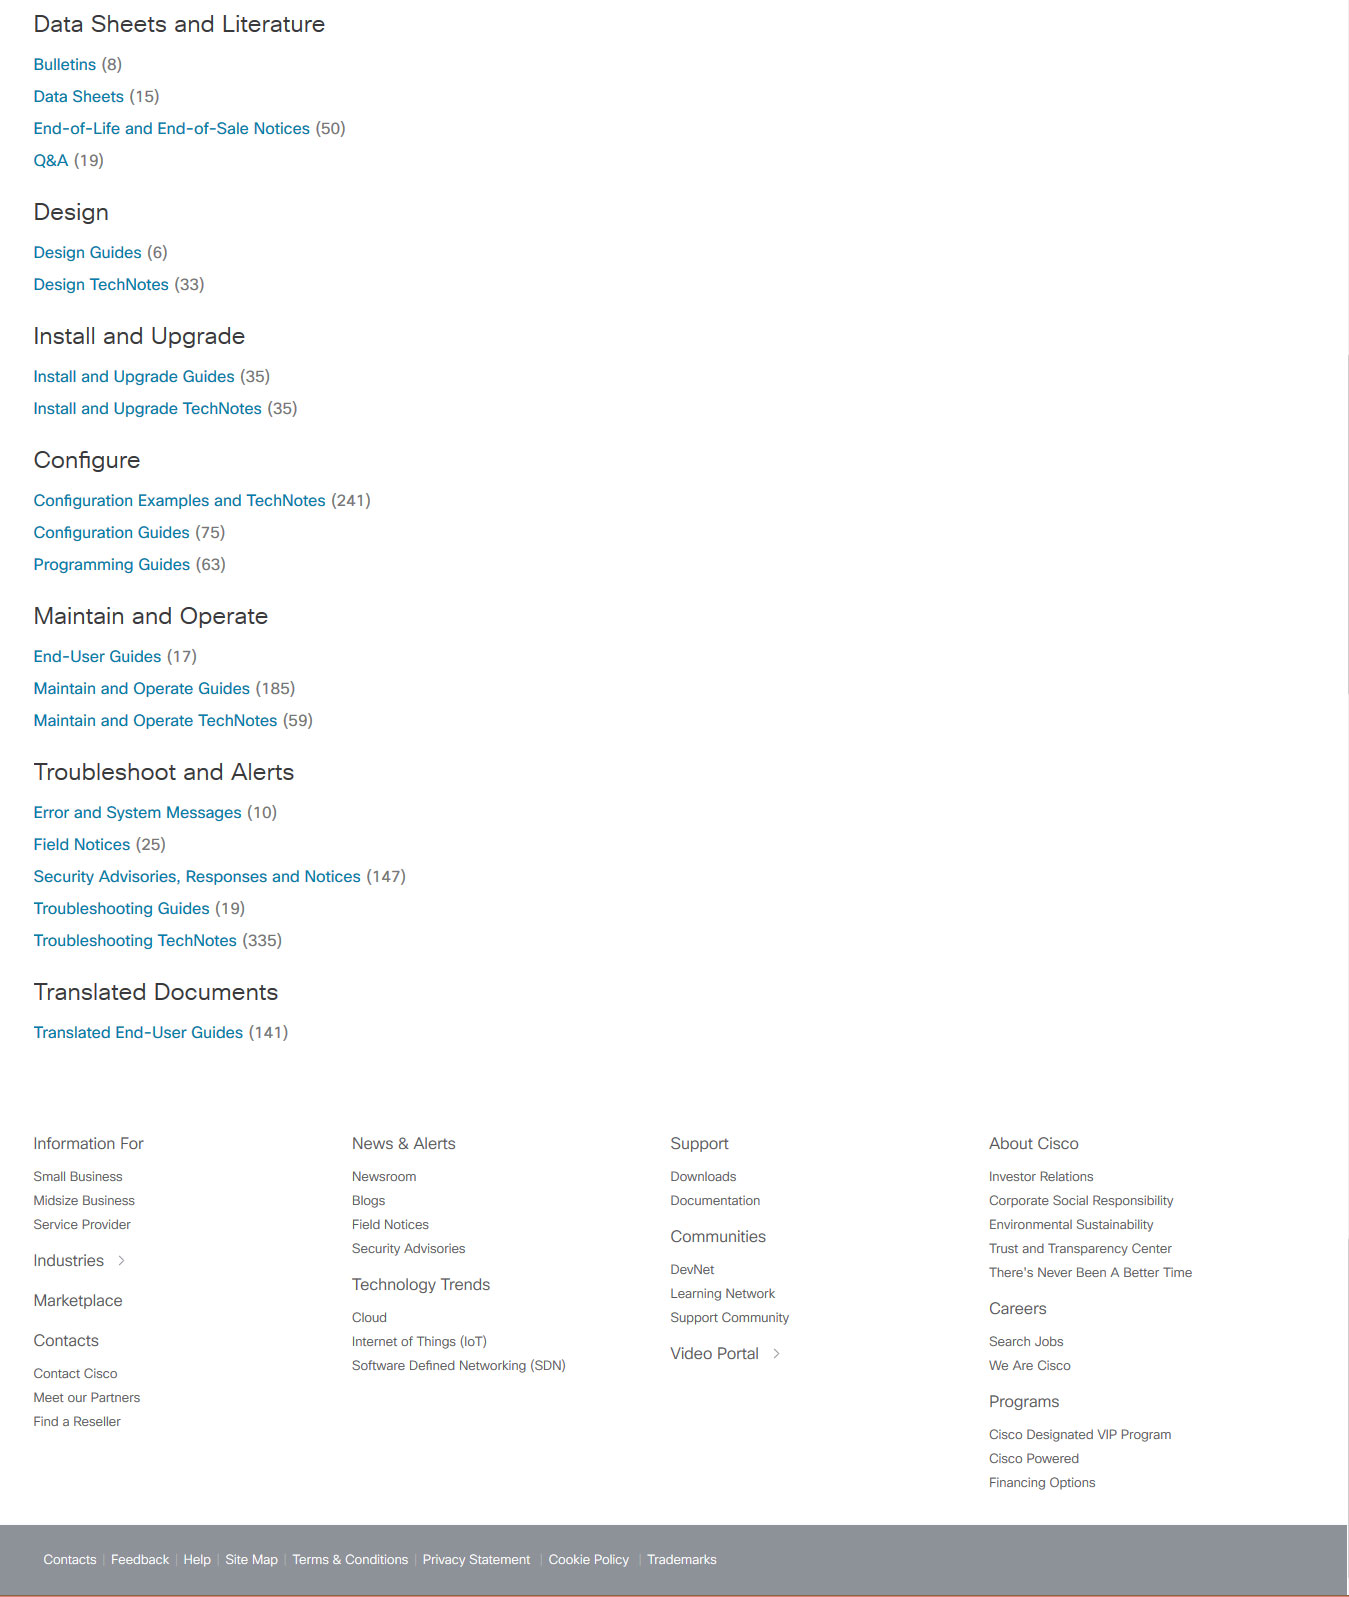 Data Sheets and Literature
Bulletins (8)
Data Sheets (15)
End-of-Life and End-of-Sale Notices (50)
Q&A (19)
Design
Design Guides (6)
Design TechNotes (33)
Install and Upgrade
Install and Upgrade Guides (35)
Install and Upgrade TechNotes (35)
Configure
Configuration Examples and TechNotes (241)
Configuration Guides (75)
Programming Guides (63)
Maintain and Operate
End-User Guides (17)
Maintain and Operate Guides (185)
Maintain and Operate TechNotes (59)
Troubleshoot and Alerts
Error and System Messages (10)
Field Notices (25)
Security Advisories, Responses and Notices (147)
Troubleshooting Guides (19)
Troubleshooting TechNotes (335)
Translated Documents
Translated End-User Guides (141)
Information For
Small Business
Midsize Business
Service Provider
Industries
Marketplace
Contacts
Contact Cisco
Meet our Partners
Find a Reseller
News & Alerts
Newsroom
Blogs
Field Notices
Security Advisories
Technology Trends
Cloud
Internet of Things (IoT)
Software Defined Networking (SDN)
Support
Downloads
Documentation
Communities
DevNet
Learning Network
Support Community
Video Portal
About Cisco
Investor Relations
Corporate Social Responsibility
Environmental Sustainability
Trust and Transparency Center
There's Never Been A Better Time
Careers
Search Jobs
We Are Cisco
Programs
Cisco Designated VIP Program
Cisco Powered
Financing Options
Contacts | Feedback | Help | Site Map | Terms & Conditions | Privacy Statement | Cookie Policy | Trademarks